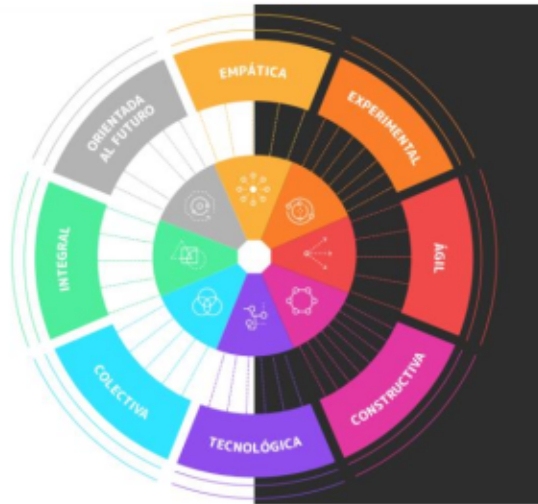 EMPÁTICA
EXPERIMENTAL
ÁGIL
CONSTRUCTIVA
TECNOLÓGICA
COLECTIVA
INTEGRAL
ORIENTADA
AL FUTURO